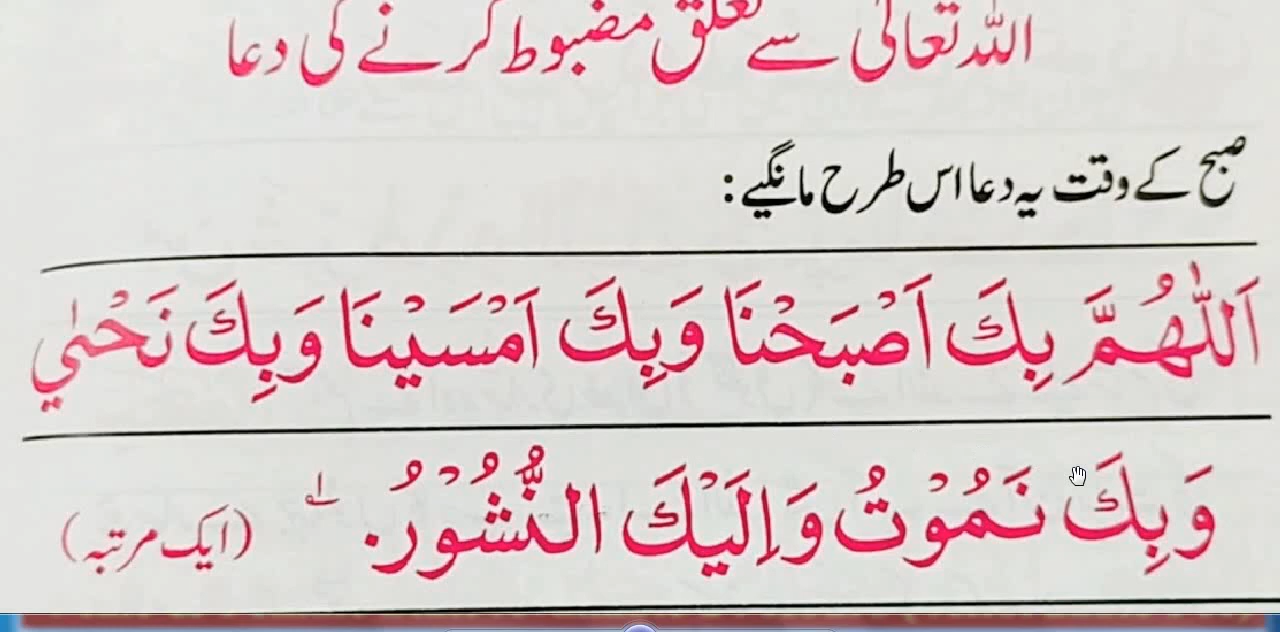 اللہ تعالیٰ سے تعلق مضبوط کرنے کی دعا
صبح کے وقت یہ دعا اس طرح مانگیے:
اَللّٰهُمَّ بِكَ اَصْبَحْنَا وَبِكَ اَمْسَيْنَا وَبِكَ نَحْيٰي
وَبِكَ نَمُوْتُ وَاِلَيْكَ النُّشُوْرُ. ؎۱ (ایک مرتبہ)